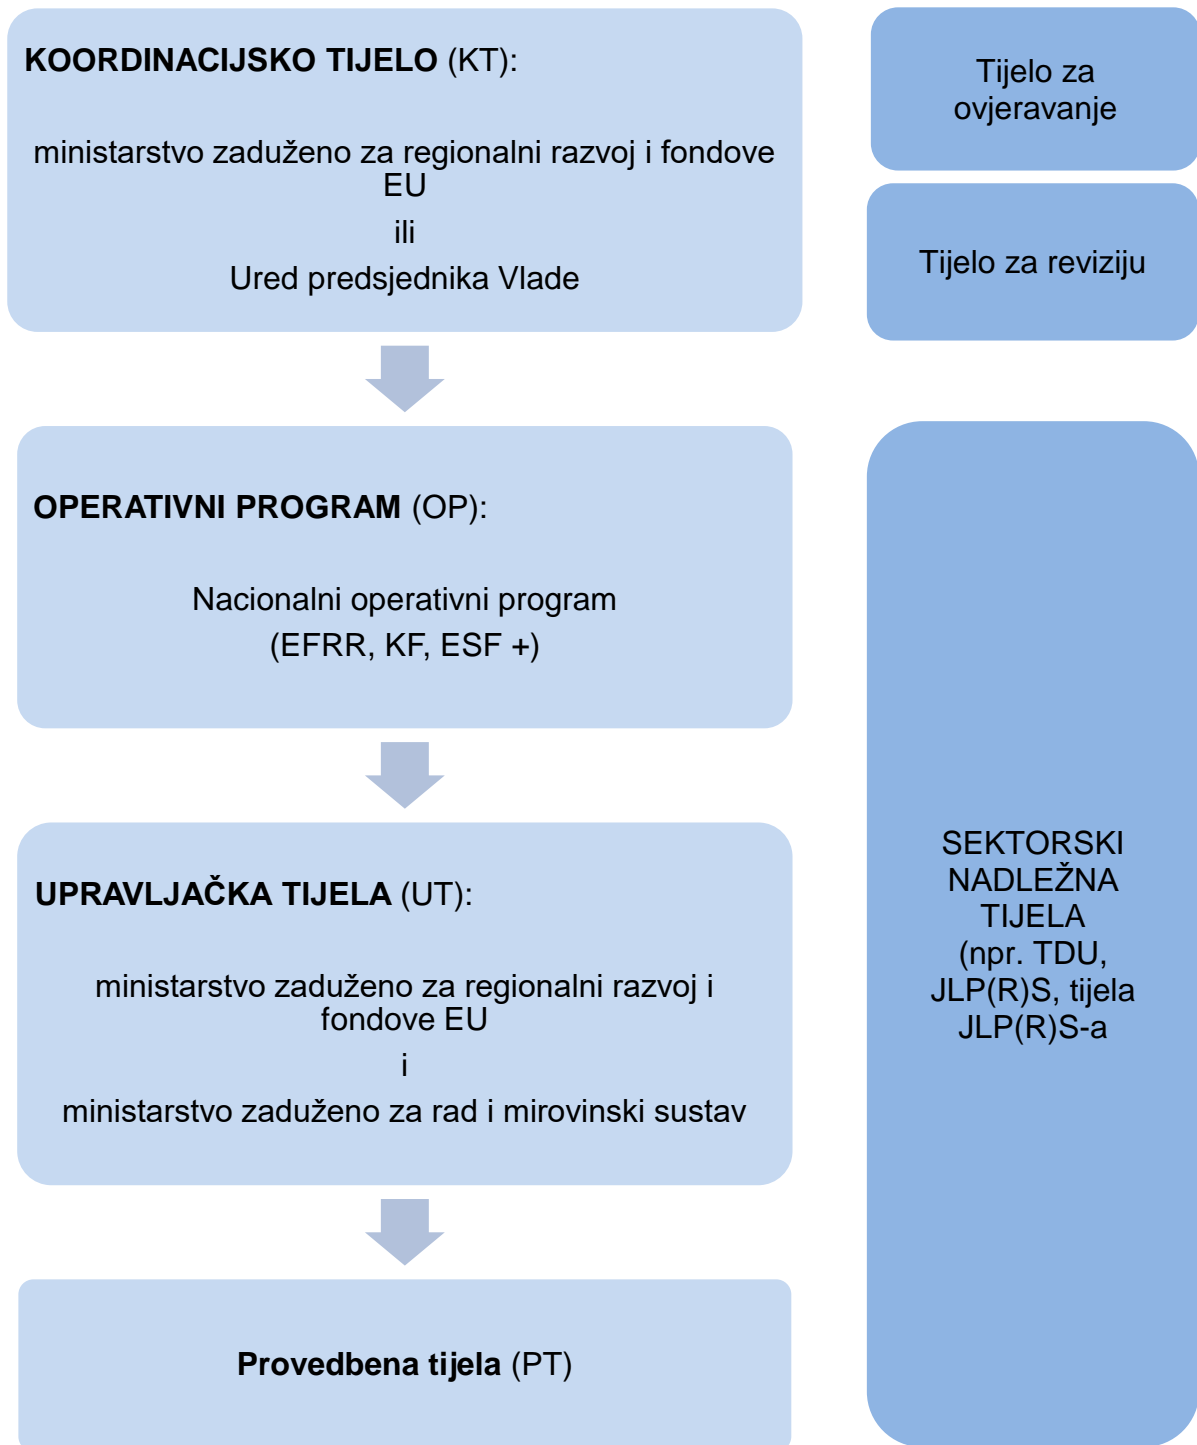 KOORDINACIJSKO TIJELO (KT):
ministarstvo zaduženo za regionalni razvoj i fondove
EU
ili
Ured predsjednika Vlade
Tijelo za
ovjeravanje
Tijelo za reviziju
OPERATIVNI PROGRAM (OP):
Nacionalni operativni program
(EFRR, KF, ESF +)
UPRAVLJAČKA TIJELA (UT):
ministarstvo zaduženo za regionalni razvoj i
fondove EU
i
ministarstvo zaduženo za rad i mirovinski sustav
Provedbena tijela (PT)
SEKTORSKI
NADLEŽNA
TIJELA
(npr. TDU,
JLP(R)S, tijela
JLP(R)S-a